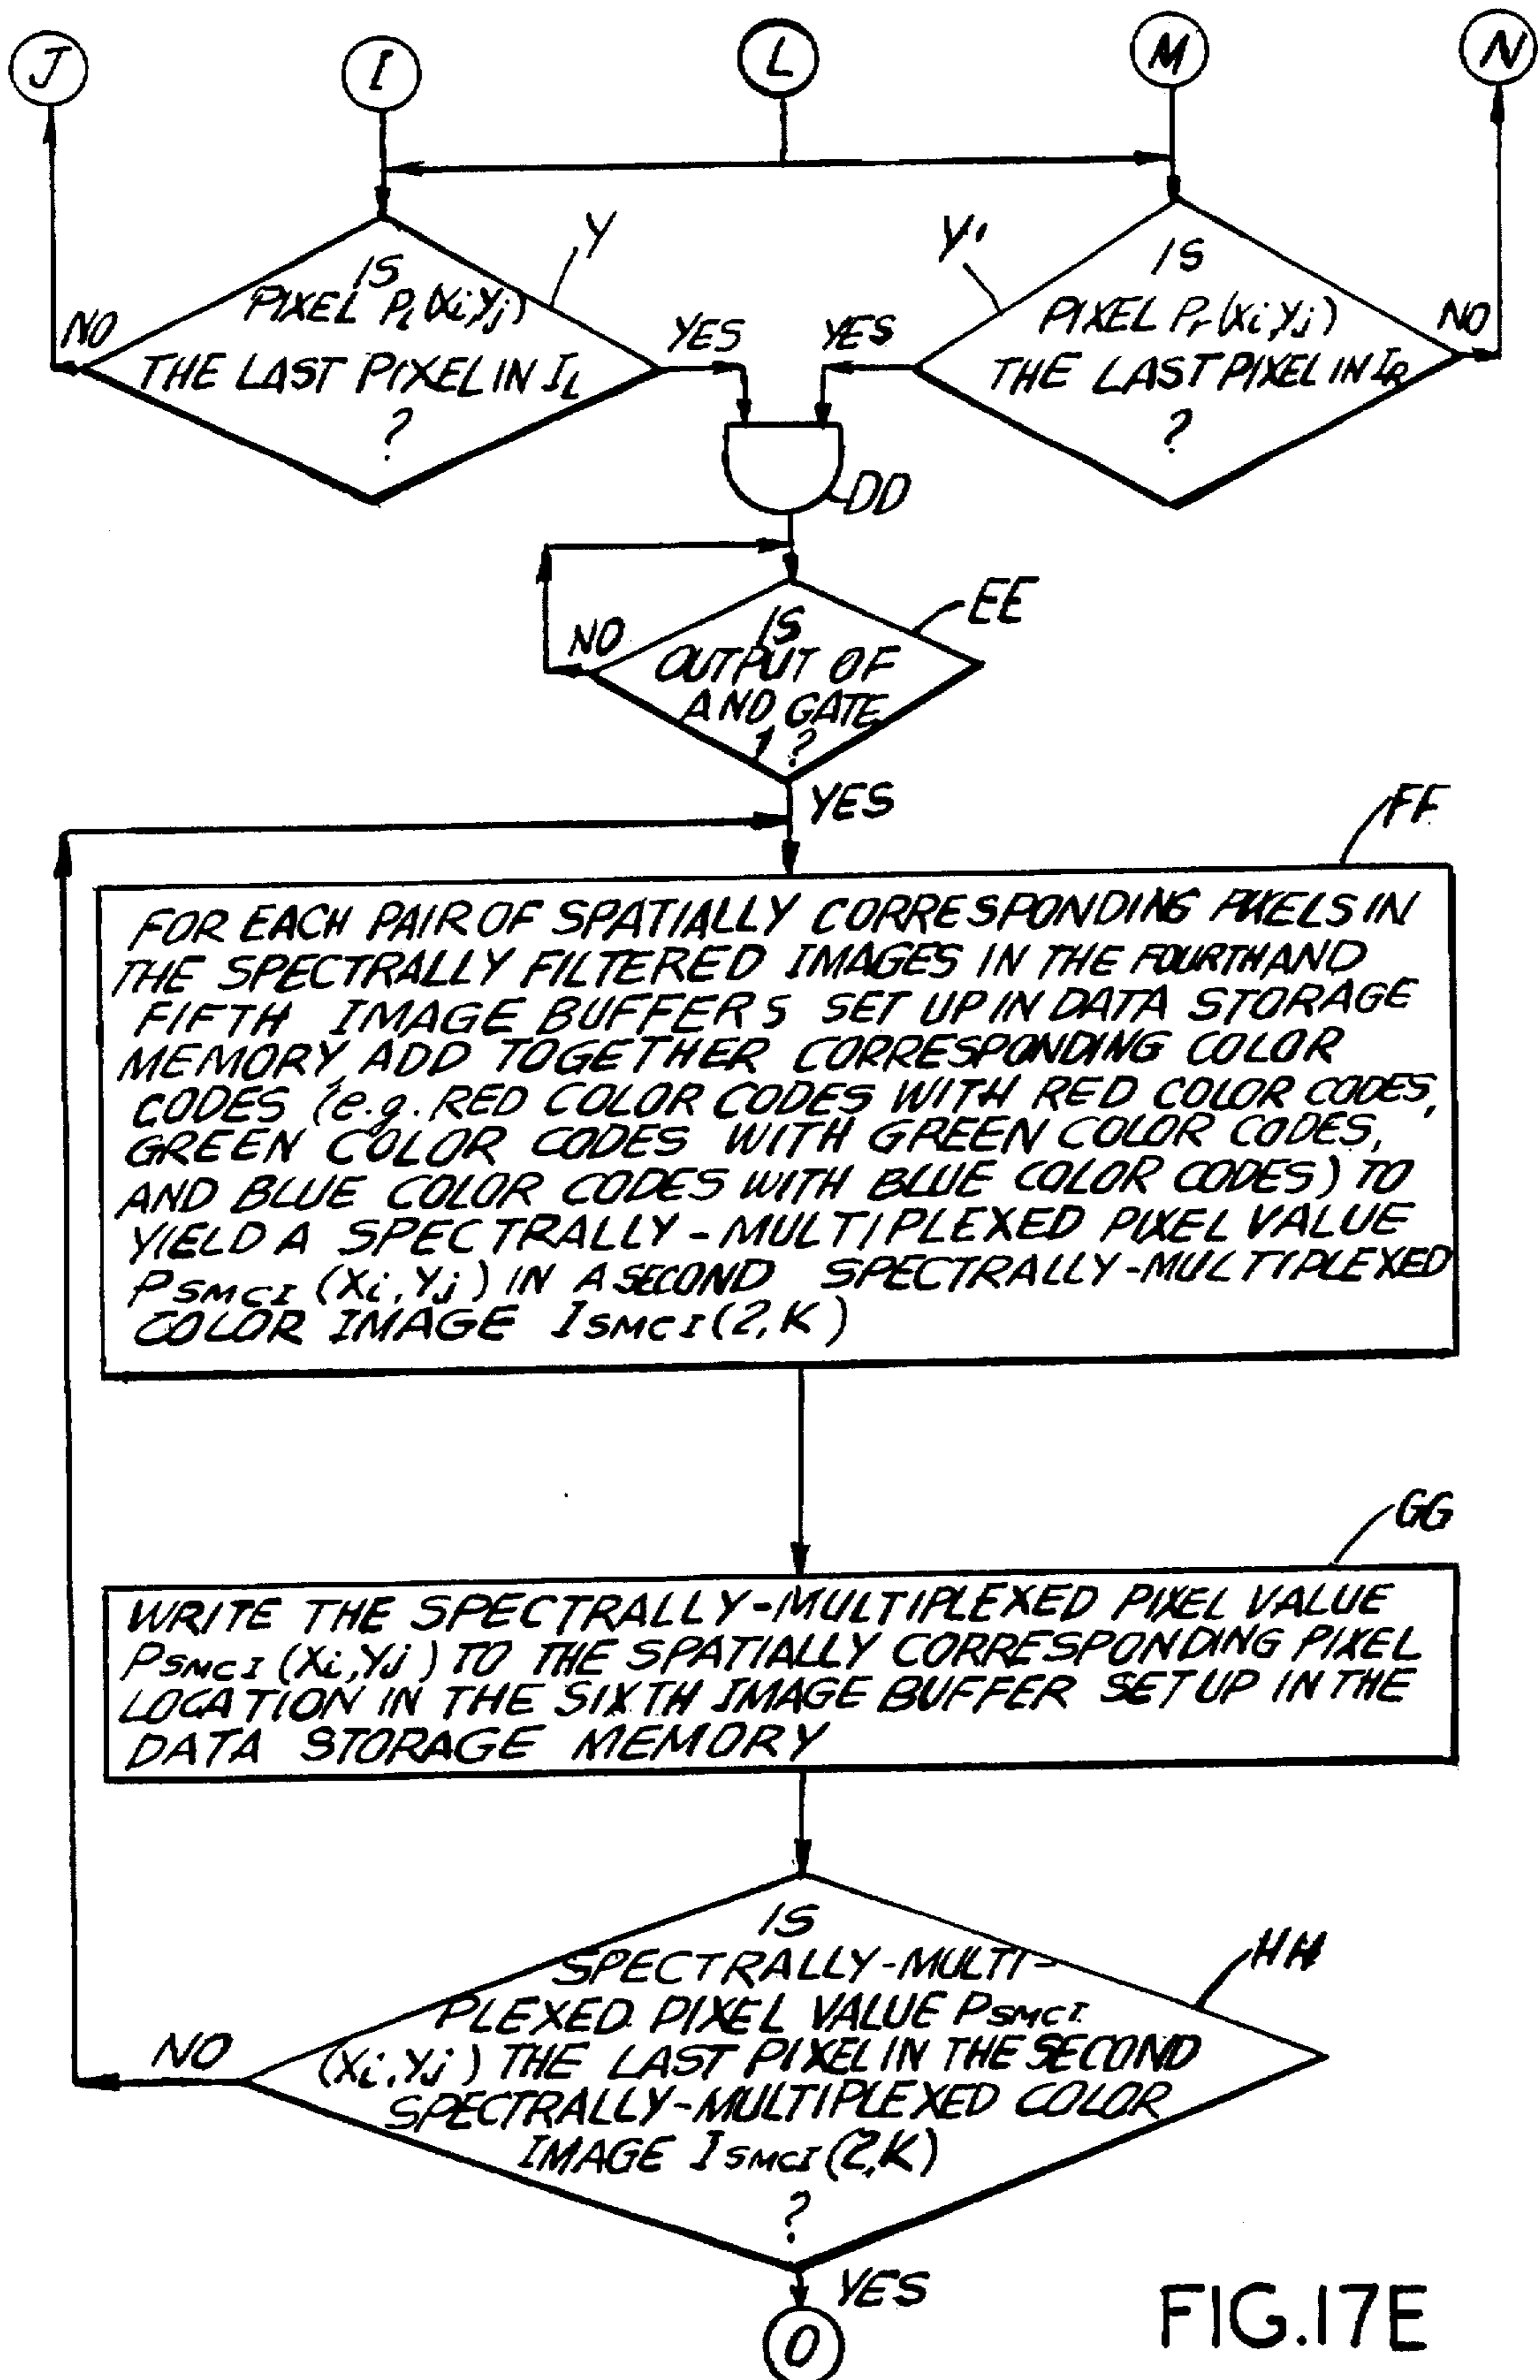 J
I
L
M
N
Y
Y'
IS
PIXEL Pl(Xi,Yj)
THE LAST PIXEL IN IL
?
NO
YES
IS
PIXEL Pr(Xi,Yj)
THE LAST PIXEL IN IR
?
YES
NO
DD
EE
IS
OUTPUT OF
AND GATE
1?
NO
YES
FF
FOR EACH PAIR OF SPATIALLY CORRESPONDING PIXELS IN
THE SPECTRALLY FILTERED IMAGES IN THE FOURTH AND
FIFTH IMAGE BUFFERS SET UP IN DATA STORAGE
MEMORY, ADD TOGETHER CORRESPONDING COLOR
CODES (e.g. RED COLOR CODES WITH RED COLOR CODES,
GREEN COLOR CODES WITH GREEN COLOR CODES,
AND BLUE COLOR CODES WITH BLUE COLOR CODES) TO
YIELD A SPECTRALLY-MULTIPLEXED PIXEL VALUE
PSMCI (Xi,Yj) IN A SECOND SPECTRALLY-MULTIPLEXED
COLOR IMAGE ISMCI(2,K)
GG
WRITE THE SPECTRALLY-MULTIPLEXED PIXEL VALUE
PSMCI (Xi,Yj) TO THE SPATIALLY CORRESPONDING PIXEL
LOCATION IN THE SIXTH IMAGE BUFFER SET UP IN THE
DATA STORAGE MEMORY
HH
IS
SPECTRALLY-MULTI-
PLEXED PIXEL VALUE PSMCI
(Xi,Yj) THE LAST PIXEL IN THE SECOND
SPECTRALLY-MULTIPLEXED COLOR
IMAGE ISMCI(2,K)
?
NO
YES
O
FIG.17E